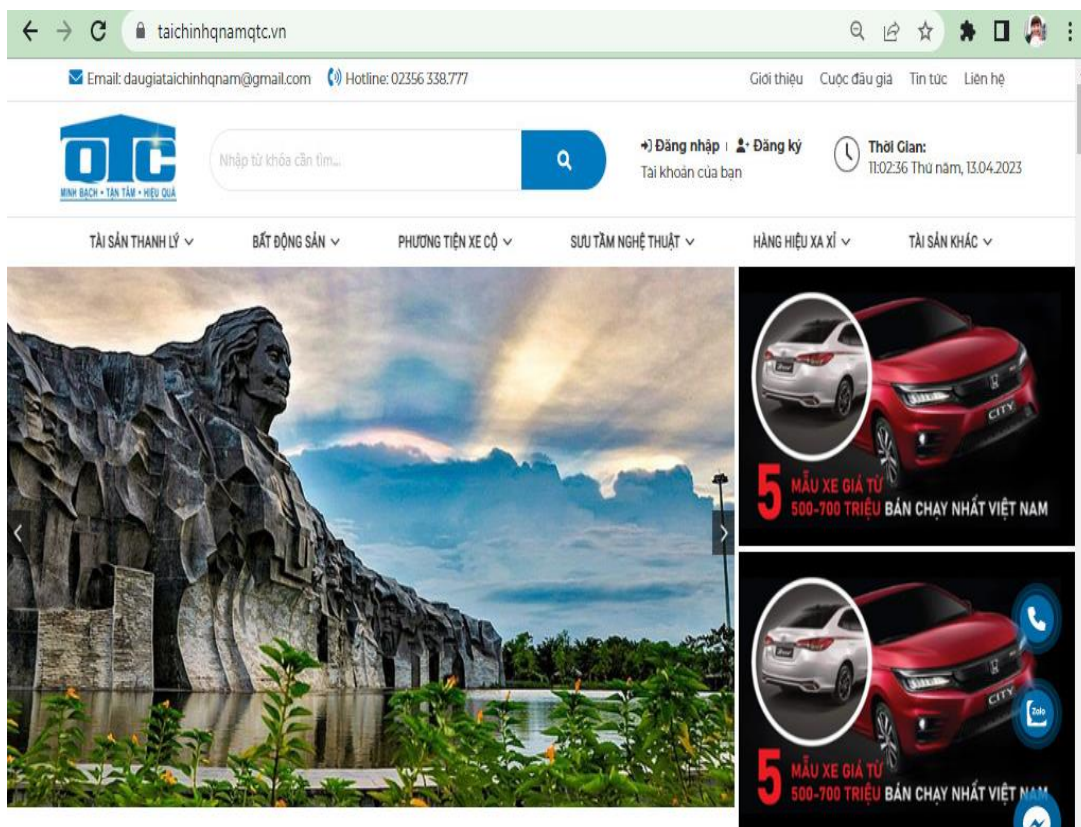 taichinhqnamqtc.vn
Email: daugiataichinhqnam@gmail.com Hotline: 02356 338.777 Giới thiệu Cuộc đấu giá Tin tức Liên hệ
QTC
MINH BẠCH • TẬN TÂM • HIỆU QUẢ
Nhập từ khóa cần tìm...
Đăng nhập | Đăng ký
Tài khoản của bạn
Thời Gian:
11:02:36 Thứ năm, 13.04.2023
TÀI SẢN THANH LÝ BẤT ĐỘNG SẢN PHƯƠNG TIỆN XE CỘ SƯU TẦM NGHỆ THUẬT HÀNG HIỆU XA XỈ TÀI SẢN KHÁC
CITY
5 MẪU XE GIÁ TỪ
500-700 TRIỆU BÁN CHẠY NHẤT VIỆT NAM
CITY
Zalo
5 MẪU XE GIÁ TỪ
500-700 TRIỆU BÁN CHẠY NHẤT VIỆT NAM